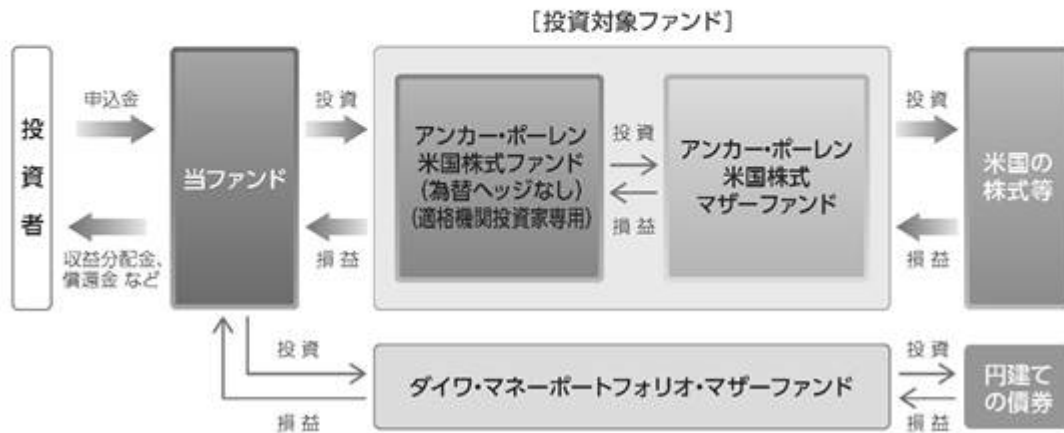 [投資対象ファンド]
投資者
申込金
収益分配金、
償還金 など
当ファンド
投資
損益
アンカー・ポーレン
米国株式ファンド
(為替ヘッジなし)
(適格機関投資家専用)
投資
損益
アンカー・ポーレン
米国株式
マザーファンド
投資
損益
米国の
株式等
投資
損益
ダイワ・マネーポートフォリオ・マザーファンド
投資
損益
円建て
の債券